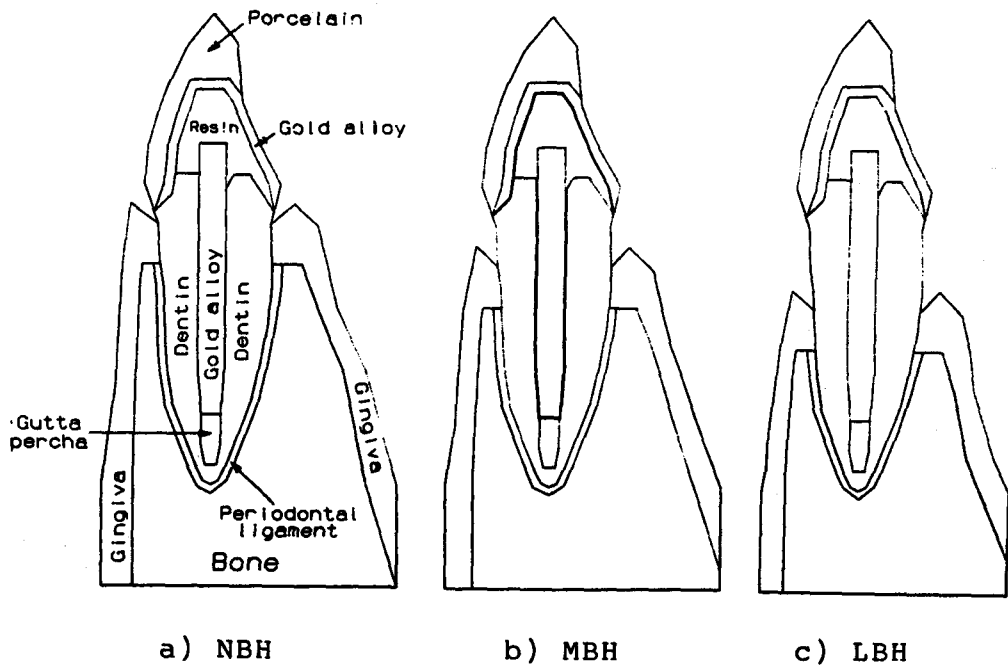 Porcelain
Resin
Gold alloy
Dentin
Gold alloy
Dentin
Gingiva
Gutta
percha
Gingiva
Periodontal
ligament
Bone
a) NBH
b) MBH
c) LBH